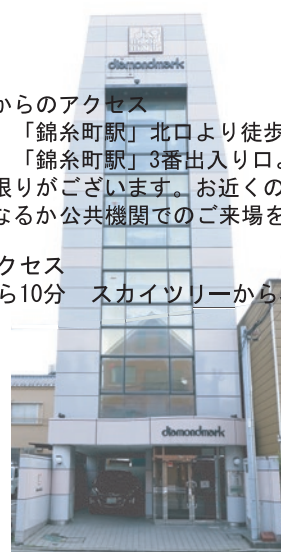 diamondmark
からのアクセス
「錦糸町駅」北口より徒歩
「錦糸町駅」3番出入り口よ
限りがございます。お近くの
なるか公共機関でのご来場を
クセス
ら10分　スカイツリーから
diamondmark